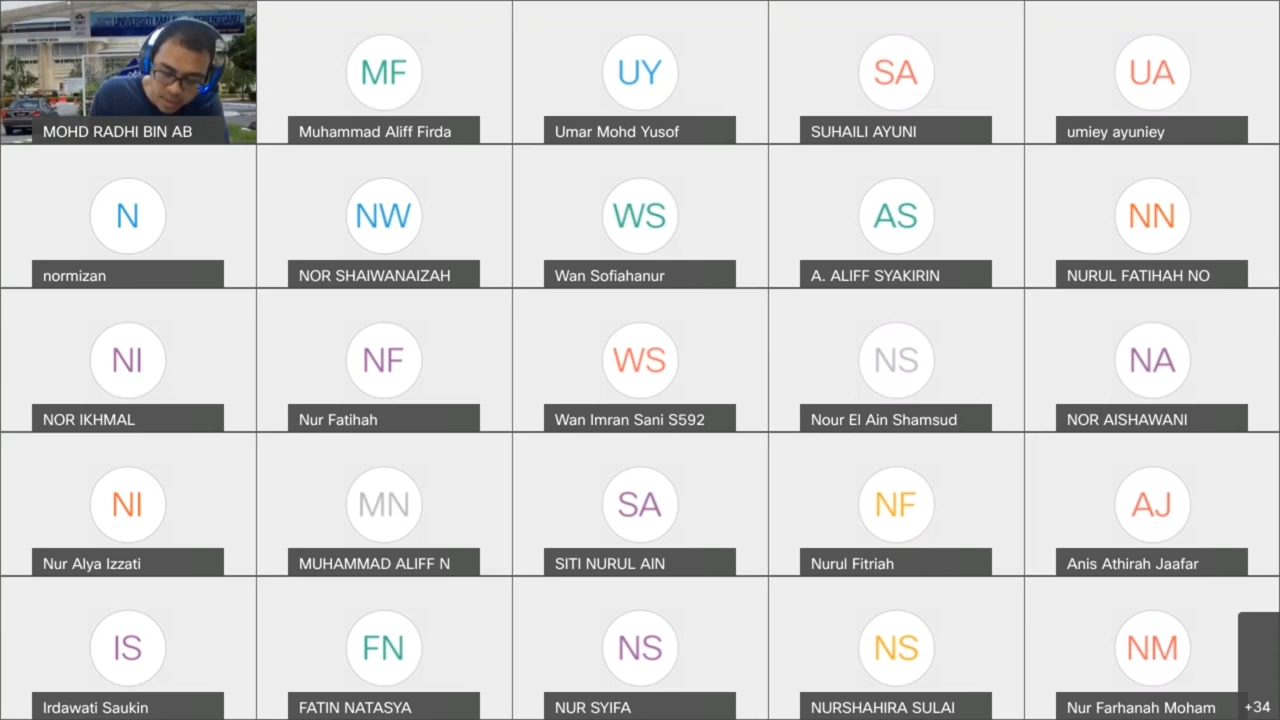 UNIVERSITI MALAYSIA TERENGGANU
MOHD RADHI BIN AB
MF
Muhammad Aliff Firda
UY
Umar Mohd Yusof
SA
SUHAILI AYUNI
UA
umiey ayuniey
N
normizan
NW
NOR SHAIWANAIZAH
WS
Wan Sofiahanur
AS
A. ALIFF SYAKIRIN
NN
NURUL FATIHAH NO
NI
NOR IKHMAL
NF
Nur Fatihah
WS
Wan Imran Sani S592
NS
Nour El Ain Shamsud
NA
NOR AISHAWANI
NI
Nur Alya Izzati
MN
MUHAMMAD ALIFF N
SA
SITI NURUL AIN
NF
Nurul Fitriah
AJ
Anis Athirah Jaafar
IS
Irdawati Saukin
FN
FATIN NATASYA
NS
NUR SYIFA
NS
NURSHAHIRA SULAI
NM
Nur Farhanah Moham
+34